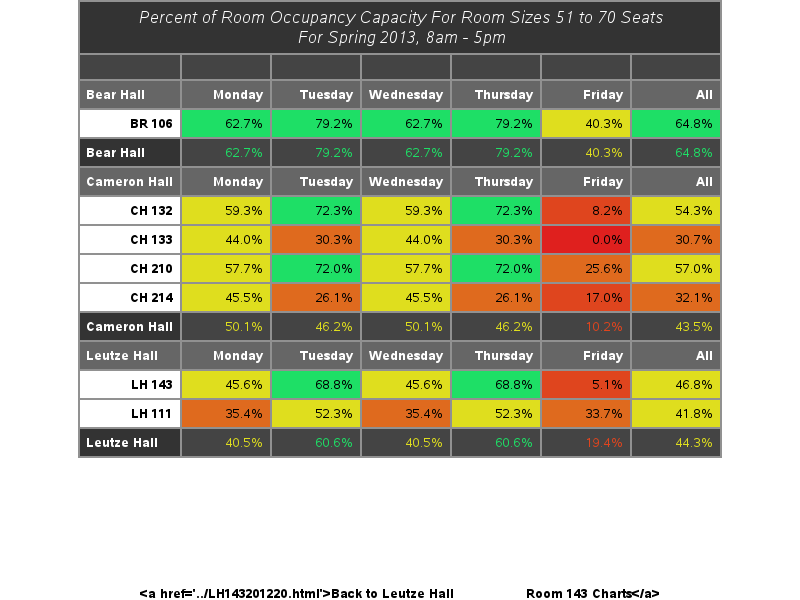 Percent of Room Occupancy Capacity For Room Sizes 51 to 70 Seats
For Spring 2013, 8am - 5pm
Bear Hall Monday Tuesday Wednesday Thursday Friday All
BR 106 62.7% 79.2% 62.7% 79.2% 40.3% 64.8%
Bear Hall 62.7% 79.2% 62.7% 79.2% 40.3% 64.8%
Cameron Hall Monday Tuesday Wednesday Thursday Friday All
CH 132 59.3% 72.3% 59.3% 72.3% 8.2% 54.3%
CH 133 44.0% 30.3% 44.0% 30.3% 0.0% 30.7%
CH 210 57.7% 72.0% 57.7% 72.0% 25.6% 57.0%
CH 214 45.5% 26.1% 45.5% 26.1% 17.0% 32.1%
Cameron Hall 50.1% 46.2% 50.1% 46.2% 10.2% 43.5%
Leutze Hall Monday Tuesday Wednesday Thursday Friday All
LH 143 45.6% 68.8% 45.6% 68.8% 5.1% 46.8%
LH 111 35.4% 52.3% 35.4% 52.3% 33.7% 41.8%
Leutze Hall 40.5% 60.6% 40.5% 60.6% 19.4% 44.3%
<a href='../LH143201220.html'>Back to Leutze Hall Room 143 Charts</a>